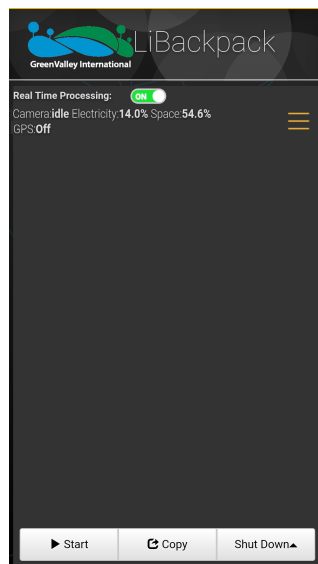 LiBackpack
GreenValley International
Real Time Processing: ON
Camera:idle Electricity:14.0% Space:54.6%
GPS:Off
Start Copy Shut Down